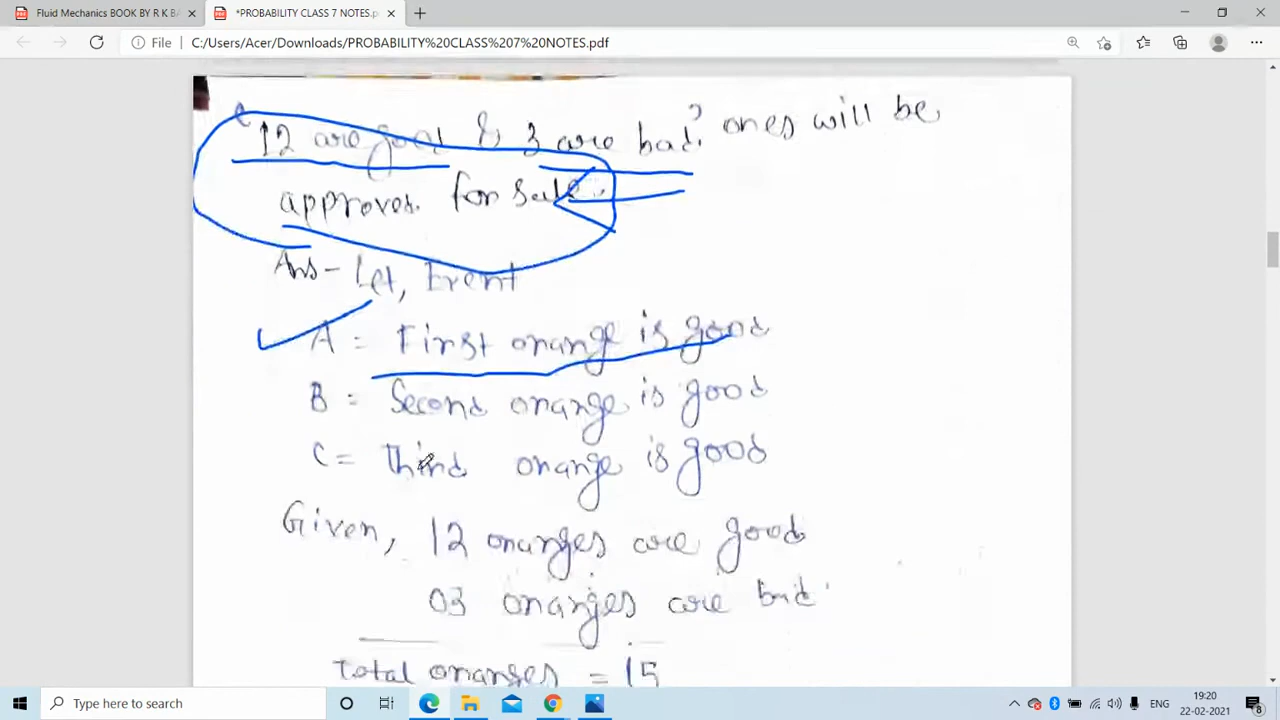 Fluid Mechanics BOOK BY R K BA
*PROBABILITY CLASS 7 NOTES.p
File
C:/Users/Acer/Downloads/PROBABILITY%20CLASS%207%20NOTES.pdf
12 are good & 3 are bad? ones will be
approves. for sale.
Ans- Let, Event
A = First orange is good
B = Second orange is good
C = Third orange is good
Given, 12 oranges are good
03 oranges are bad
Total oranges = 15
Type here to search
ENG
19:20
22-02-2021
8